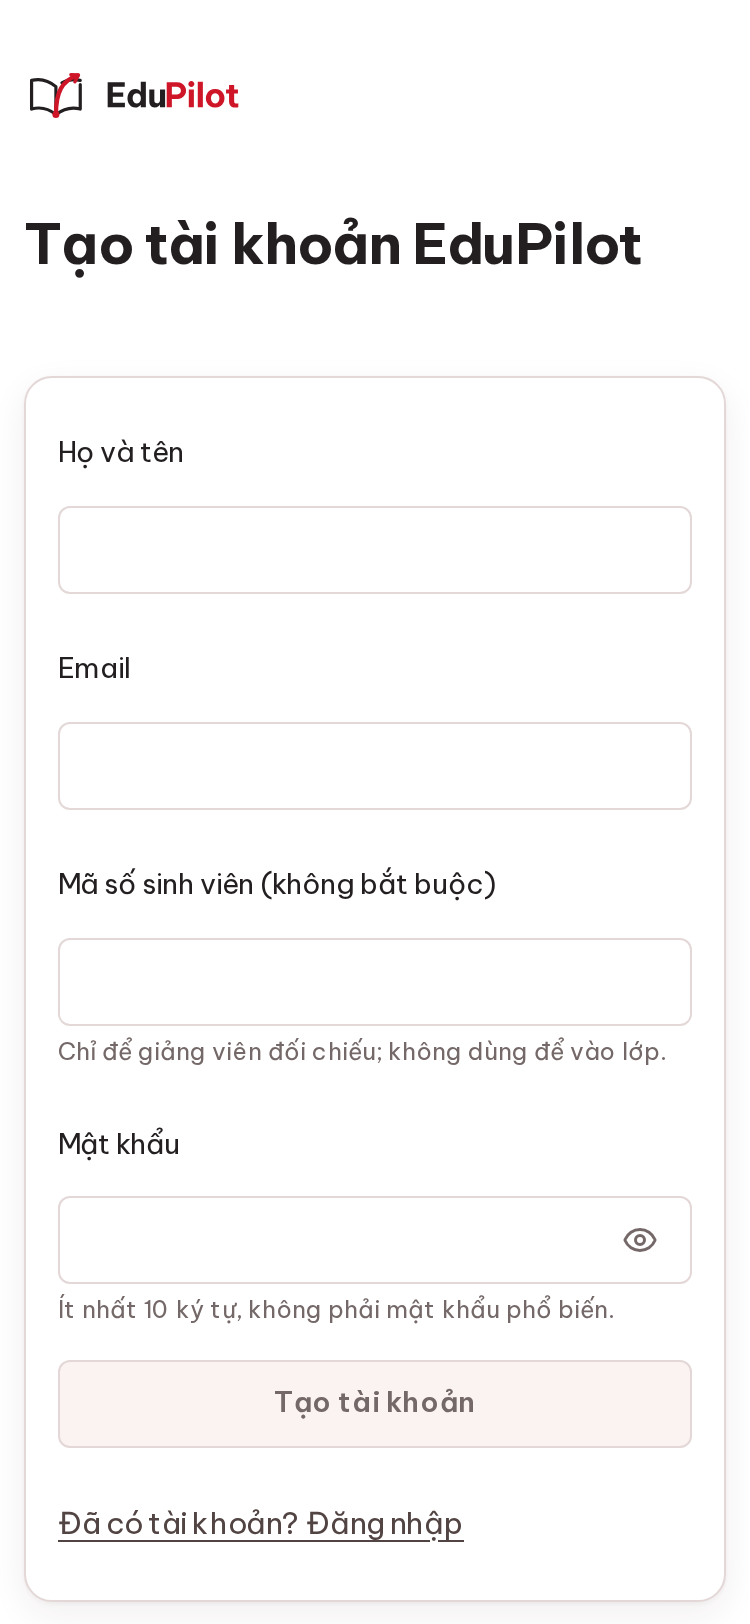 EduPilot
Tạo tài khoản EduPilot
Họ và tên
Email
Mã số sinh viên (không bắt buộc)
Chỉ để giảng viên đối chiếu; không dùng để vào lớp.
Mật khẩu
Ít nhất 10 ký tự, không phải mật khẩu phổ biến.
Tạo tài khoản
Đã có tài khoản? Đăng nhập